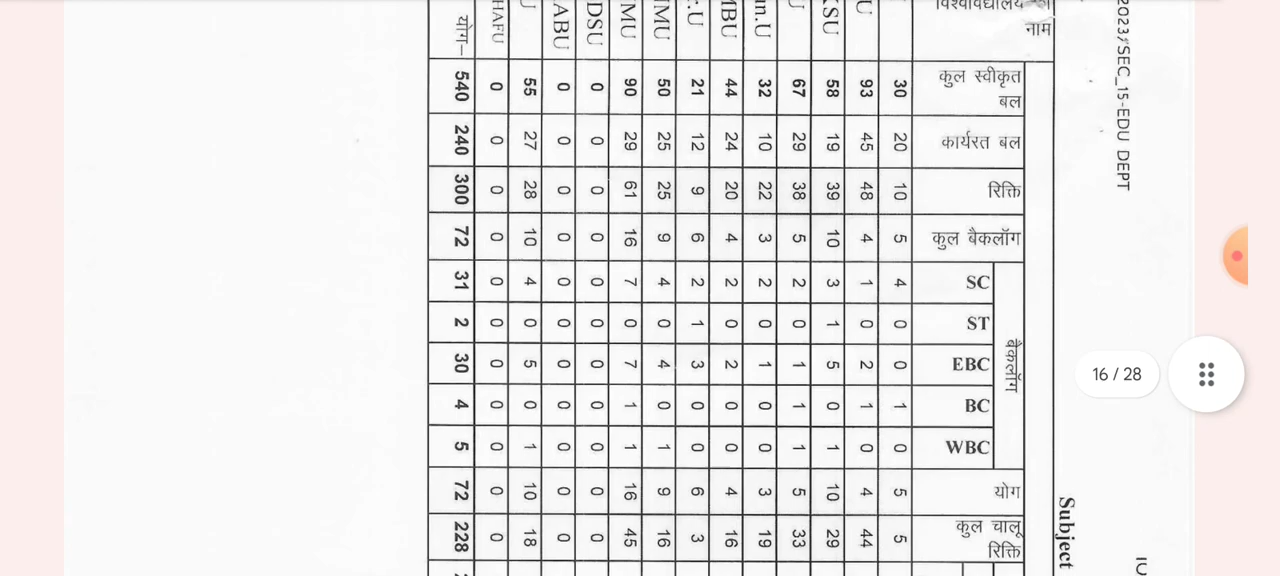 2023/SEC_15-EDU DEPT
Subject
नाम
कुल स्वीकृत बल
कार्यरत बल
रिक्ति
कुल बैकलॉग
बैकलॉग
SC ST EBC BC WBC
योग
कुल चालू रिक्ति
30 20 10 5 4 0 0 1 0 5 5
U 93 45 48 4 1 0 2 1 0 4 44
KSU 58 19 39 10 3 1 5 0 1 10 29
U 67 29 38 5 2 0 1 1 1 5 33
32 10 22 3 2 0 1 0 0 3 19
MBU 44 24 20 4 2 0 2 0 0 4 16
21 12 9 6 2 1 3 0 0 6 3
MU 50 25 25 9 4 0 4 0 1 9 16
MU 90 29 61 16 7 0 7 1 1 16 45
DSU 0 0 0 0 0 0 0 0 0 0 0
ABU 0 0 0 0 0 0 0 0 0 0 0
U 55 27 28 10 4 0 5 0 1 10 18
HAFU 0 0 0 0 0 0 0 0 0 0 0
योग– 540 240 300 72 31 2 30 4 5 72 228
16 / 28